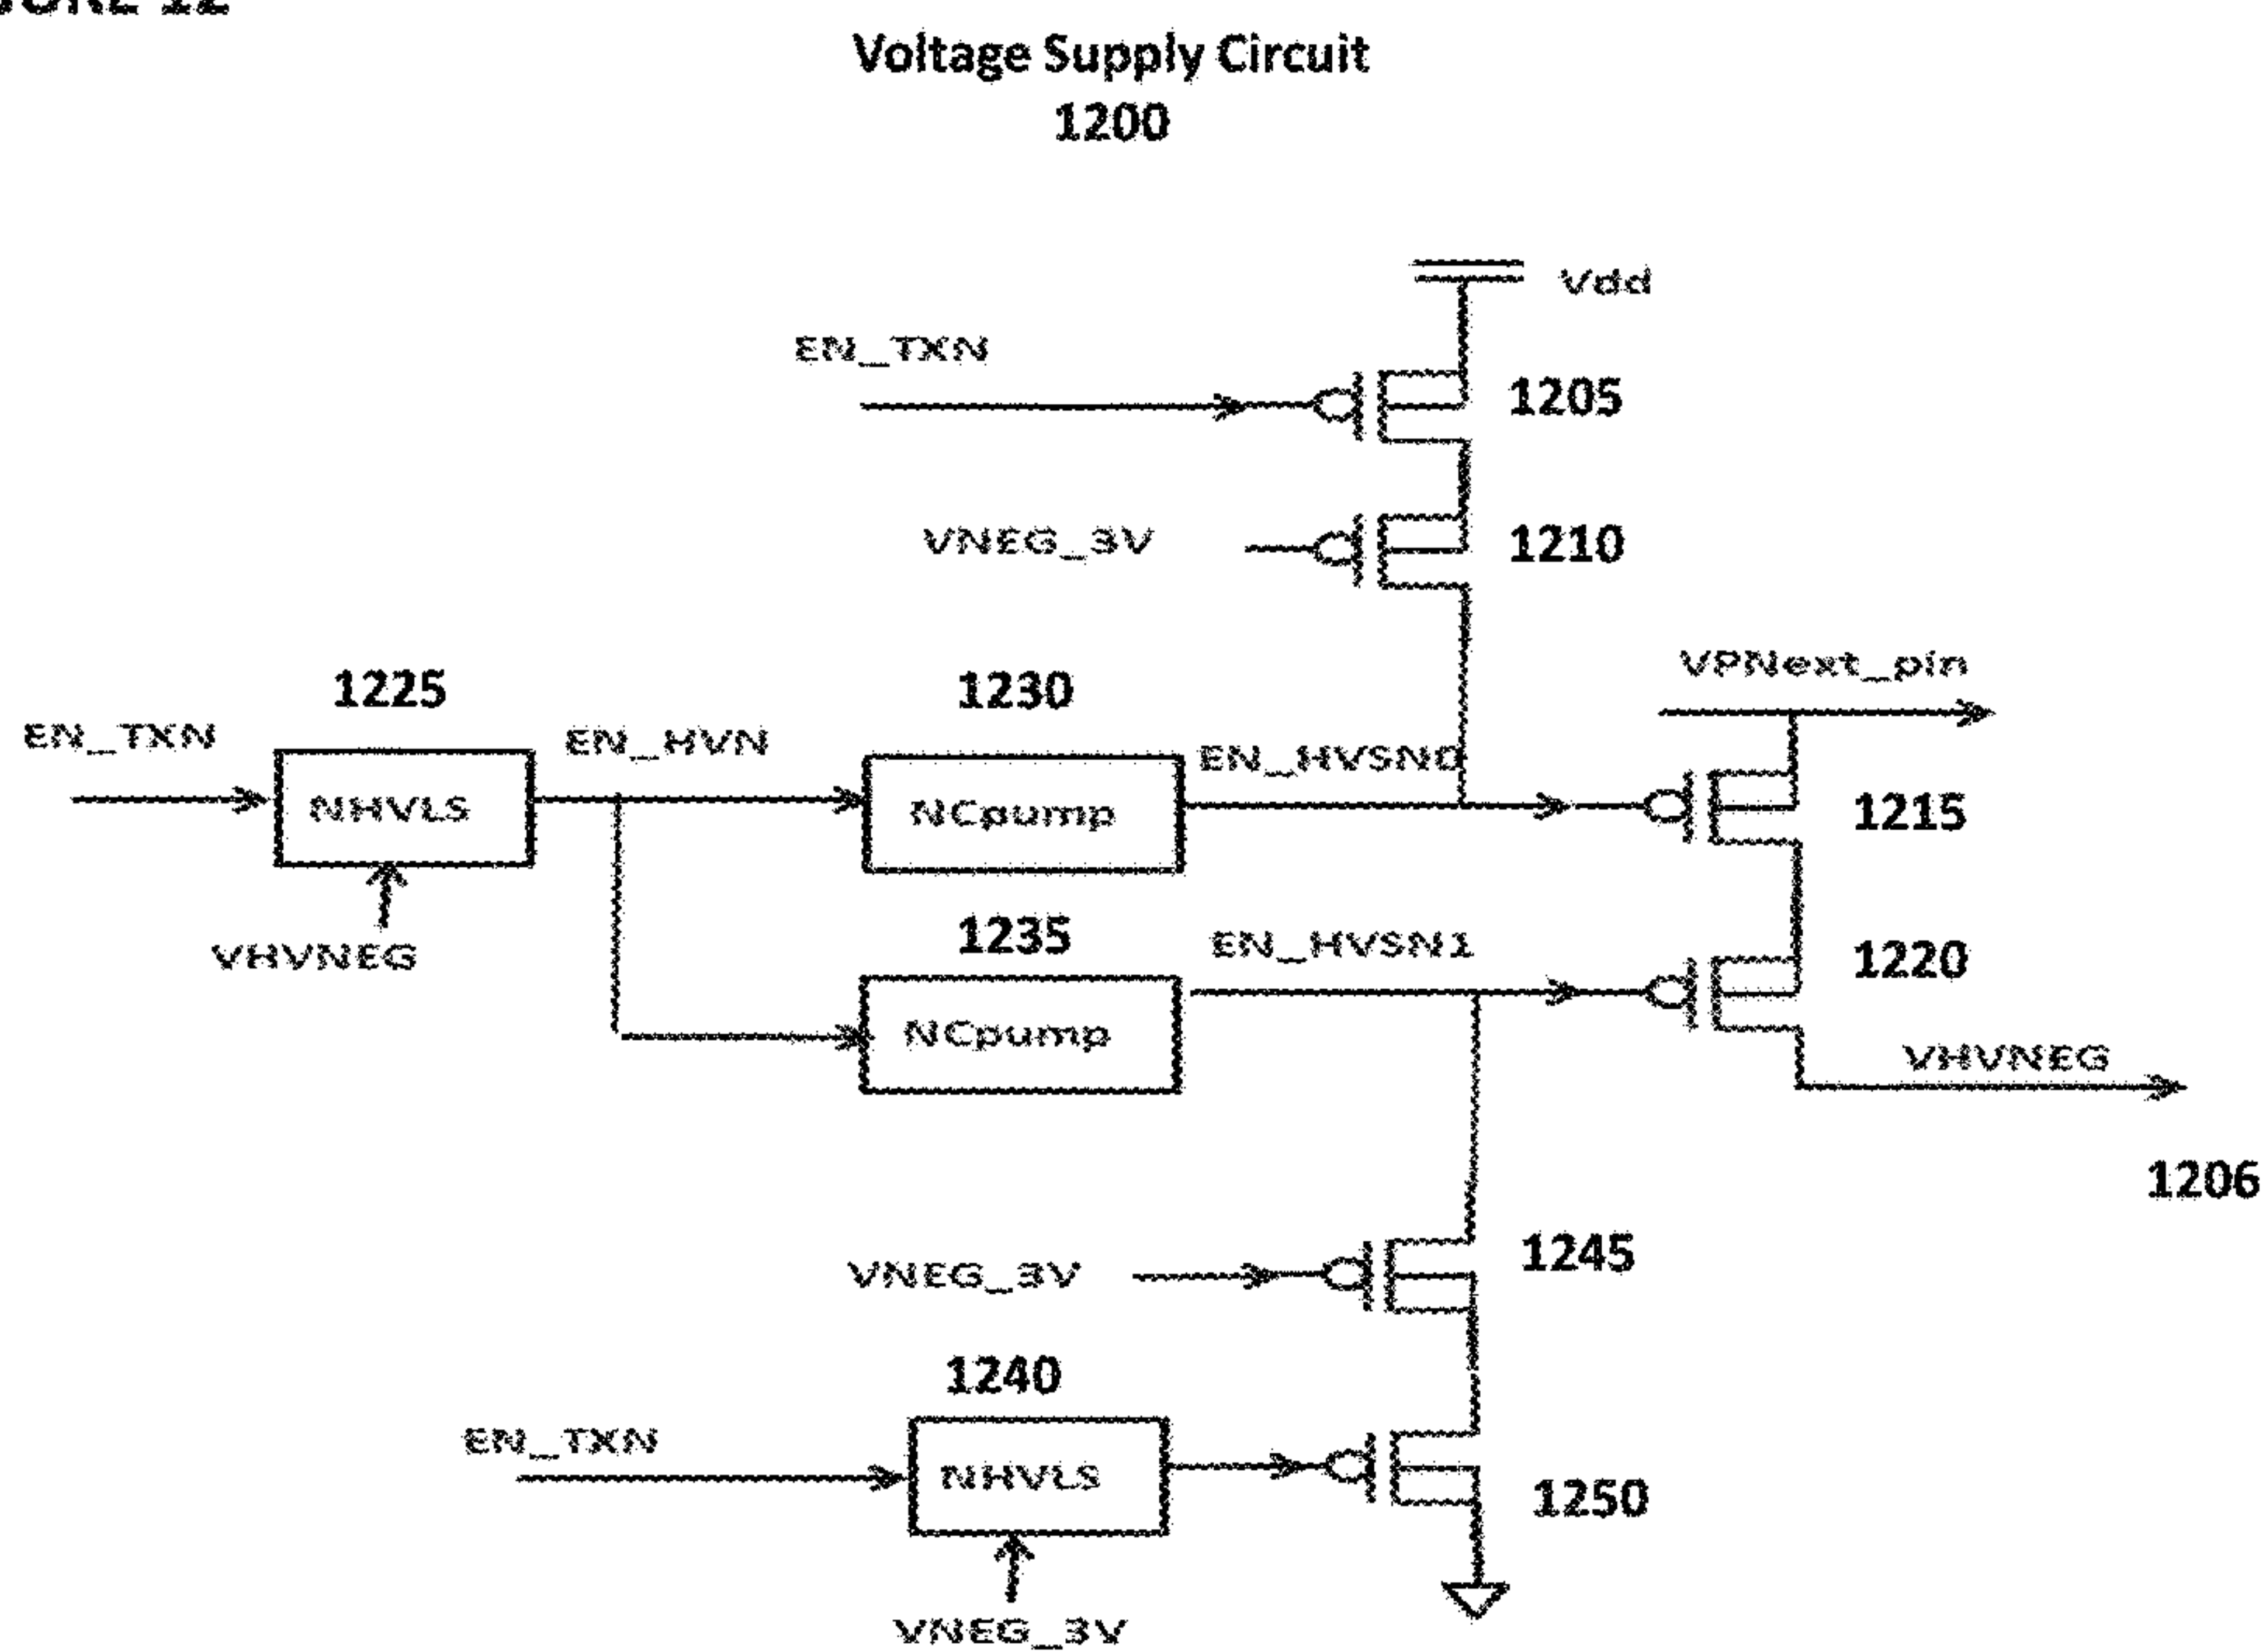 Voltage Supply Circuit
1200
Vdd
EN_TXN
1205
VNEG_3V
1210
VPNext_pin
1225
1230
EN_TXN
EN_HVN
EN_HVSN0
NHVLS
NCpump
1215
VHVNEG
1235
EN_HVSN1
1220
NCpump
VHVNEG
1206
VNEG_3V
1245
1240
EN_TXN
NHVLS
1250
VNEG_3V